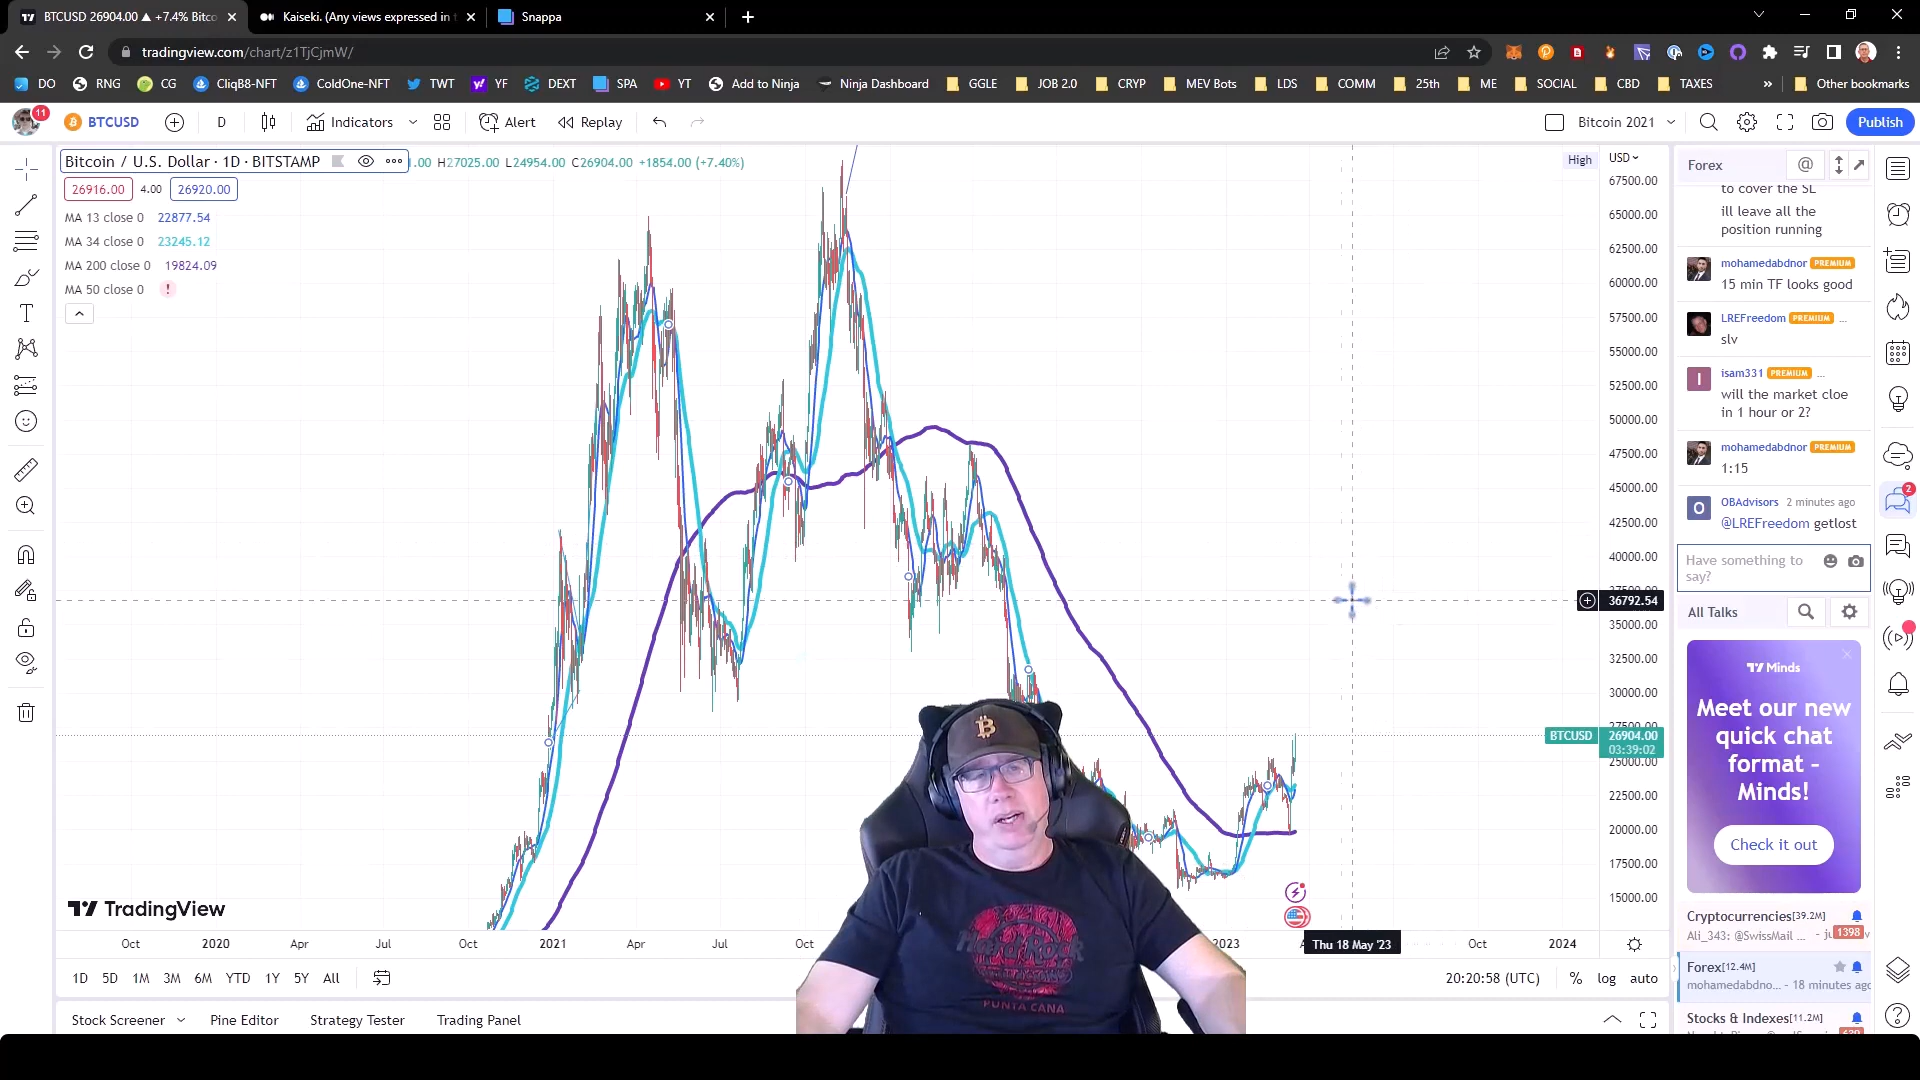 BTCUSD 26904.00 ▲ +7.4% Bitco
Kaiseki. (Any views expressed in t
Snappa
tradingview.com/chart/z1TjCjmW/
DO RNG CG CliqB8-NFT ColdOne-NFT TWT YF DEXT SPA YT Add to Ninja Ninja Dashboard GGLE JOB 2.0 CRYP MEV Bots LDS COMM 25th ME SOCIAL CBD TAXES » Other bookmarks
11
BTCUSD D Indicators Alert Replay Bitcoin 2021 Publish
Bitcoin / U.S. Dollar · 1D · BITSTAMP 1.00 H27025.00 L24954.00 C26904.00 +1854.00 (+7.40%)
26916.00 4.00 26920.00
MA 13 close 0 22877.54
MA 34 close 0 23245.12
MA 200 close 0 19824.09
MA 50 close 0 !
High
USD
67500.00
65000.00
62500.00
60000.00
57500.00
55000.00
52500.00
50000.00
47500.00
45000.00
42500.00
40000.00
36792.54
35000.00
32500.00
30000.00
27500.00
BTCUSD 26904.00
03:39:02
25000.00
22500.00
20000.00
17500.00
15000.00
TradingView
Oct 2020 Apr Jul Oct 2021 Apr Jul Oct 2023 Thu 18 May '23 Oct 2024
1D 5D 1M 3M 6M YTD 1Y 5Y All
20:20:58 (UTC) % log auto
Stock Screener Pine Editor Strategy Tester Trading Panel
PUNTA CANA
Forex @
to cover the SL
ill leave all the
position running
mohamedabdnor PREMIUM
15 min TF looks good
LREFreedom PREMIUM ...
slv
I isam331 PREMIUM ...
will the market cloe
in 1 hour or 2?
mohamedabdnor PREMIUM
1:15
O OBAdvisors 2 minutes ago
@LREFreedom getlost
Have something to
say?
All Talks
Minds
Meet our new
quick chat
format –
Minds!
Check it out
Cryptocurrencies[39.2M]
Ali_343: @SwissMail ... 1398
Forex[12.4M]
mohamedabdno... - 18 minutes ago
Stocks & Indexes[11.2M]
2